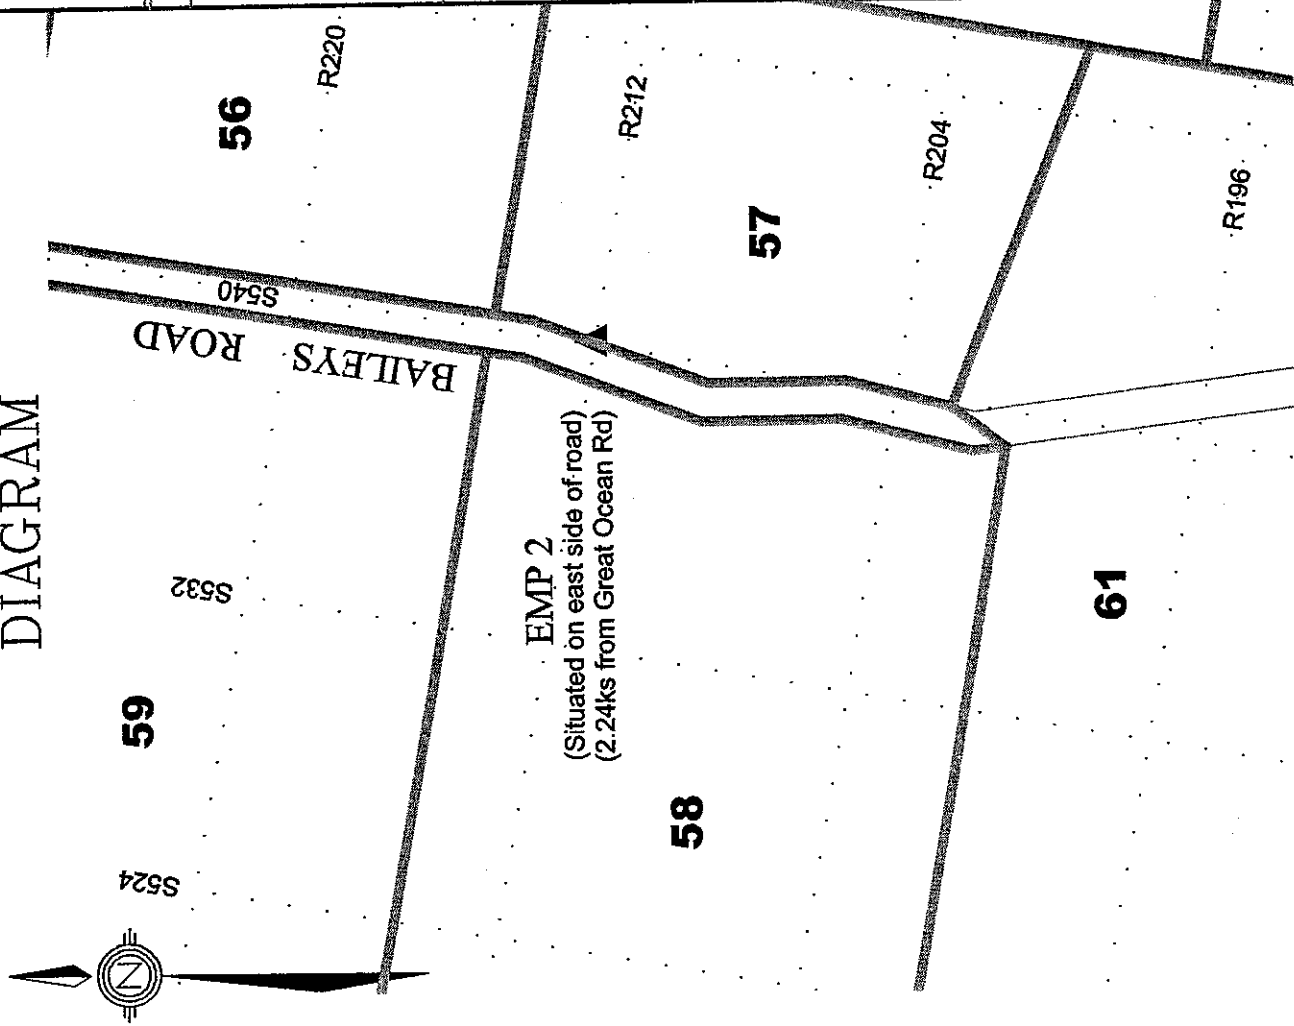 DIAGRAM
56
R220
R212
57
R204
R196
S540
BAILEYS ROAD
S532
59
S524
N
EMP 2
(Situated on east side of road)
(2.24ks from Great Ocean Rd)
58
61